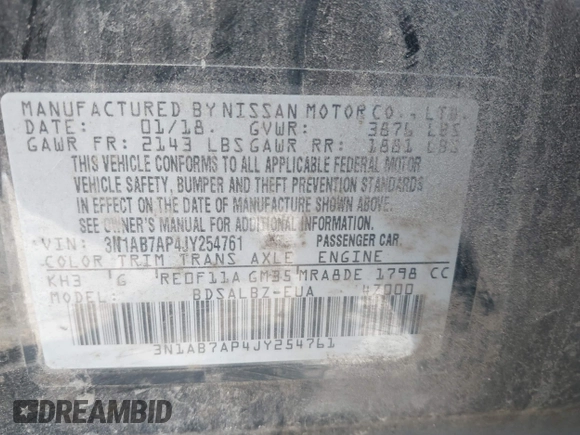 MANUFACTURED BY NISSAN MOTOR CO., LTD.
DATE: 01/18. GVWR: 3876 LBS
GAWR FR: 2143 LBS GAWR RR: 1881 LBS
THIS VEHICLE CONFORMS TO ALL APPLICABLE FEDERAL MOTOR
VEHICLE SAFETY, BUMPER AND THEFT PREVENTION STANDARDS
IN EFFECT ON THE DATE OF MANUFACTURE SHOWN ABOVE.
SEE OWNER'S MANUAL FOR ADDITIONAL INFORMATION.
VIN: 3N1AB7AP4JY254761 PASSENGER CAR.
COLOR TRIM TRANS AXLE ENGINE
KH3 G RE0F11A GM35 MRA8DE 1798 CC
MODEL: BDSALBZ-EUA 47000
3N1AB7AP4JY254761
DREAMBID